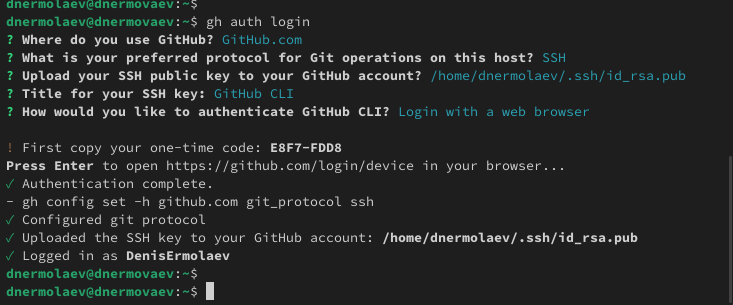 dnermolaev@dnermovaev:~$
dnermolaev@dnermovaev:~$ gh auth login
? Where do you use GitHub? GitHub.com
? What is your preferred protocol for Git operations on this host? SSH
? Upload your SSH public key to your GitHub account? /home/dnermolaev/.ssh/id_rsa.pub
? Title for your SSH key: GitHub CLI
? How would you like to authenticate GitHub CLI? Login with a web browser
! First copy your one-time code: E8F7-FDD8
Press Enter to open https://github.com/login/device in your browser...
✓ Authentication complete.
- gh config set -h github.com git_protocol ssh
✓ Configured git protocol
✓ Uploaded the SSH key to your GitHub account: /home/dnermolaev/.ssh/id_rsa.pub
✓ Logged in as DenisErmolaev
dnermolaev@dnermovaev:~$
dnermolaev@dnermovaev:~$